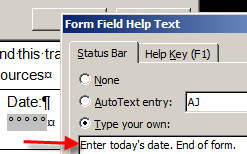 Form Field Help Text
Status Bar
Help Key (F1)
nd this tra
ources¤
None
Date:¶
AutoText entry:
AJ
°°°°°¤
Type your own:
Enter today's date. End of form.